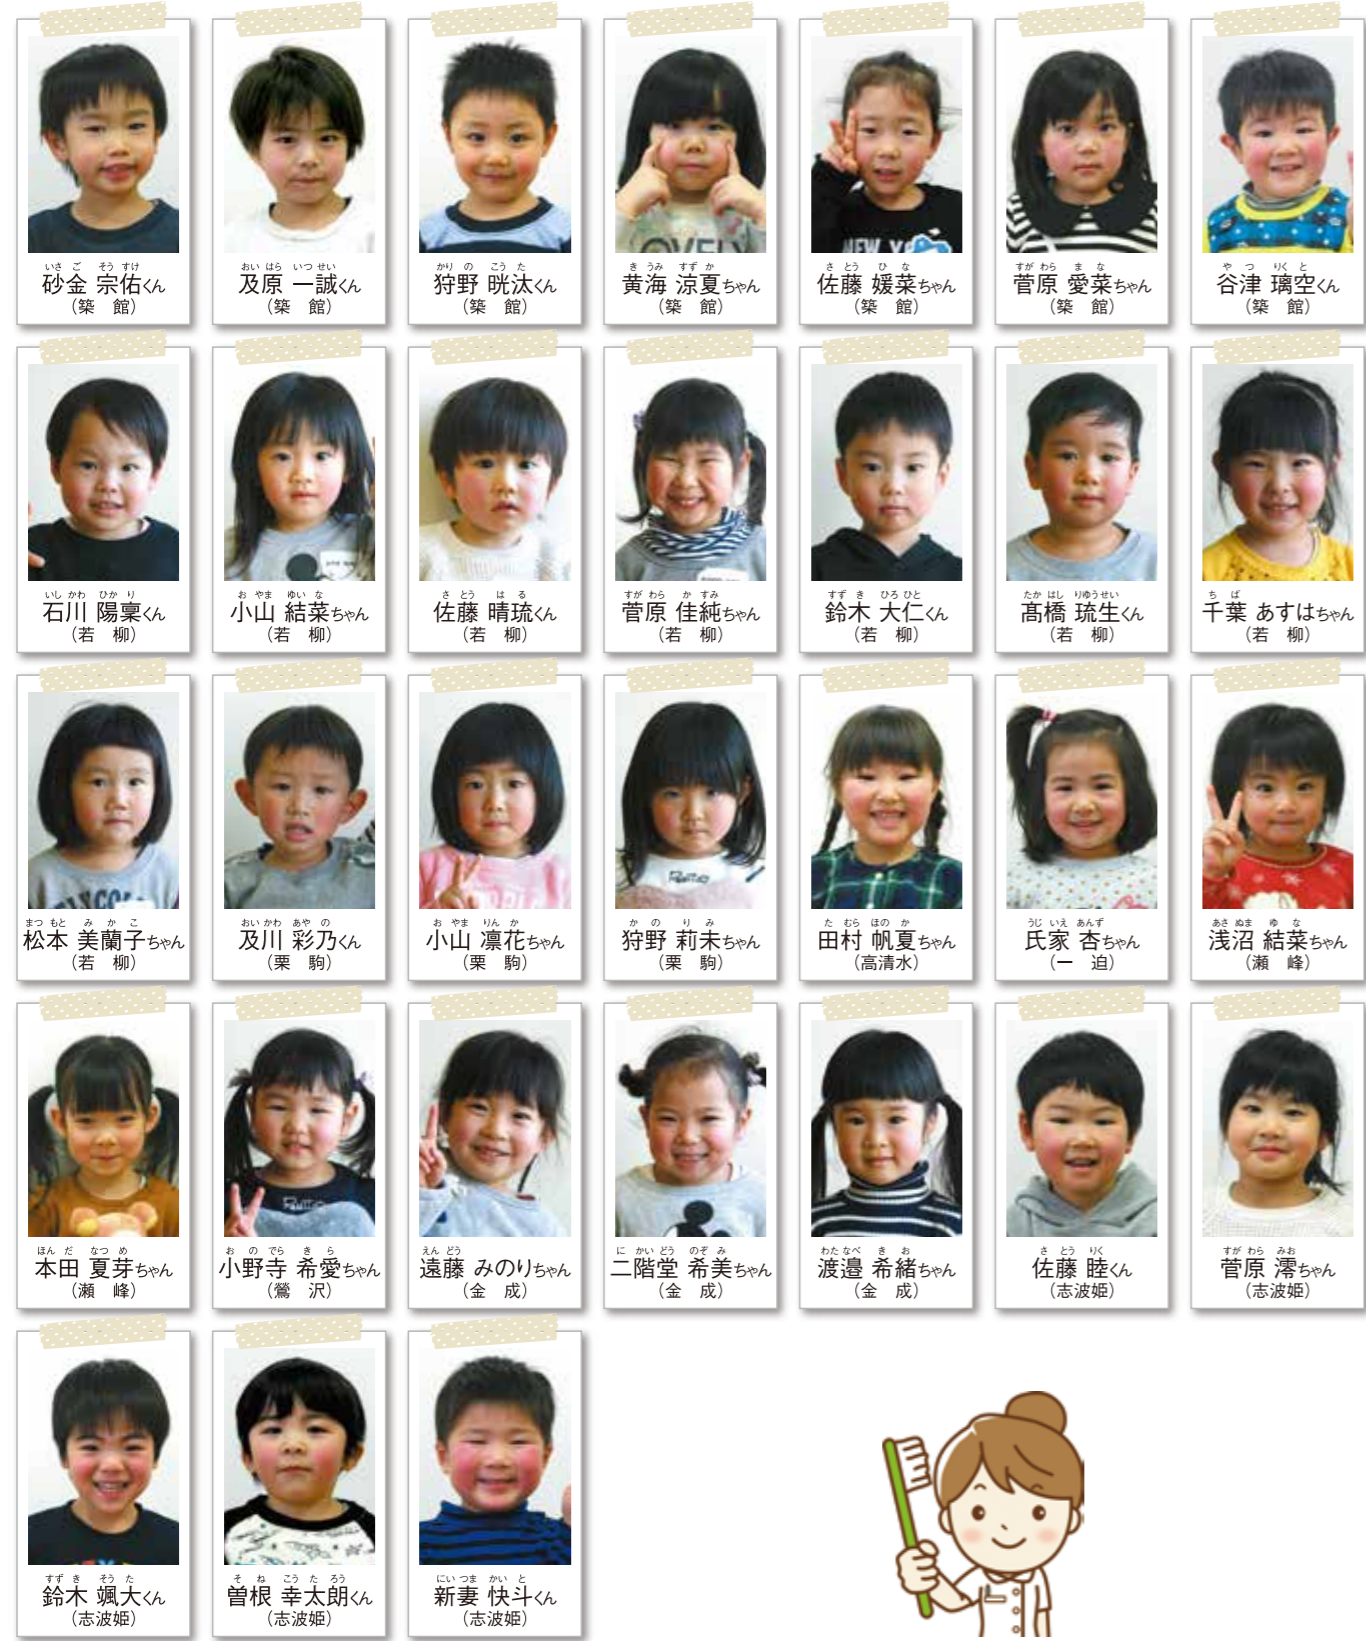 いさ ご そう すけ
砂金 宗佑くん
（築 館）
おい はら いつ せい
及原 一誠くん
（築 館）
かり の こう た
狩野 晄汰くん
（築 館）
き うみ すず か
黄海 涼夏ちゃん
（築 館）
さ とう ひ な
佐藤 媛菜ちゃん
（築 館）
すが わら ま な
菅原 愛菜ちゃん
（築 館）
や つ りく と
谷津 璃空くん
（築 館）
いし かわ ひか り
石川 陽稟くん
（若 柳）
お やま ゆい な
小山 結菜ちゃん
（若 柳）
さ とう は る
佐藤 晴琉くん
（若 柳）
すが わら か すみ
菅原 佳純ちゃん
（若 柳）
すず き ひろ ひと
鈴木 大仁くん
（若 柳）
たか はし りゆうせい
髙橋 琉生くん
（若 柳）
ち ば
千葉 あすはちゃん
（若 柳）
まつ もと み か こ
松本 美蘭子ちゃん
（若 柳）
おい かわ あや の
及川 彩乃くん
（栗 駒）
お やま りん か
小山 凛花ちゃん
（栗 駒）
か の り み
狩野 莉未ちゃん
（栗 駒）
た むら ほの か
田村 帆夏ちゃん
（高清水）
うじ いえ あんず
氏家 杏ちゃん
（一 迫）
あさ ぬま ゆ な
浅沼 結菜ちゃん
（瀬 峰）
ほん だ なつ め
本田 夏芽ちゃん
（瀬 峰）
お の でら き ら
小野寺 希愛ちゃん
（鶯 沢）
えん どう
遠藤 みのりちゃん
（金 成）
に かい どう のぞ み
二階堂 希美ちゃん
（金 成）
わた なべ き お
渡邉 希緒ちゃん
（金 成）
さ とう りく
佐藤 睦くん
（志波姫）
すが わら みお
菅原 澪ちゃん
（志波姫）
すず き そう た
鈴木 颯大くん
（志波姫）
そ ね こう た ろう
曽根 幸太朗くん
（志波姫）
にい つま かい と
新妻 快斗くん
（志波姫）